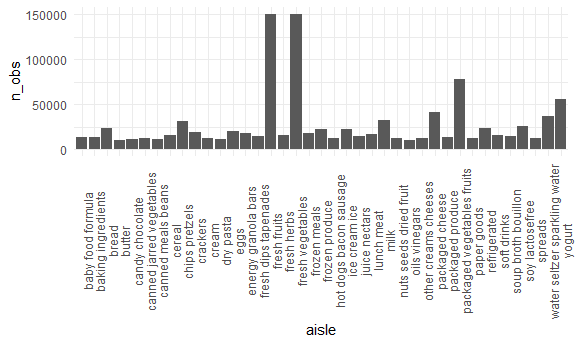 150000
100000
50000
0
n_obs
baby food formula
baking ingredients
bread
butter
candy chocolate
canned jarred vegetables
canned meals beans
cereal
chips pretzels
crackers
cream
dry pasta
eggs
energy granola bars
fresh dips tapenades
fresh fruits
fresh herbs
fresh vegetables
frozen meals
frozen produce
hot dogs bacon sausage
ice cream ice
juice nectars
lunch meat
milk
nuts seeds dried fruit
oils vinegars
other creams cheeses
packaged cheese
packaged produce
packaged vegetables fruits
paper goods
refrigerated
soft drinks
soup broth bouillon
soy lactosefree
spreads
water seltzer sparkling water
yogurt
aisle